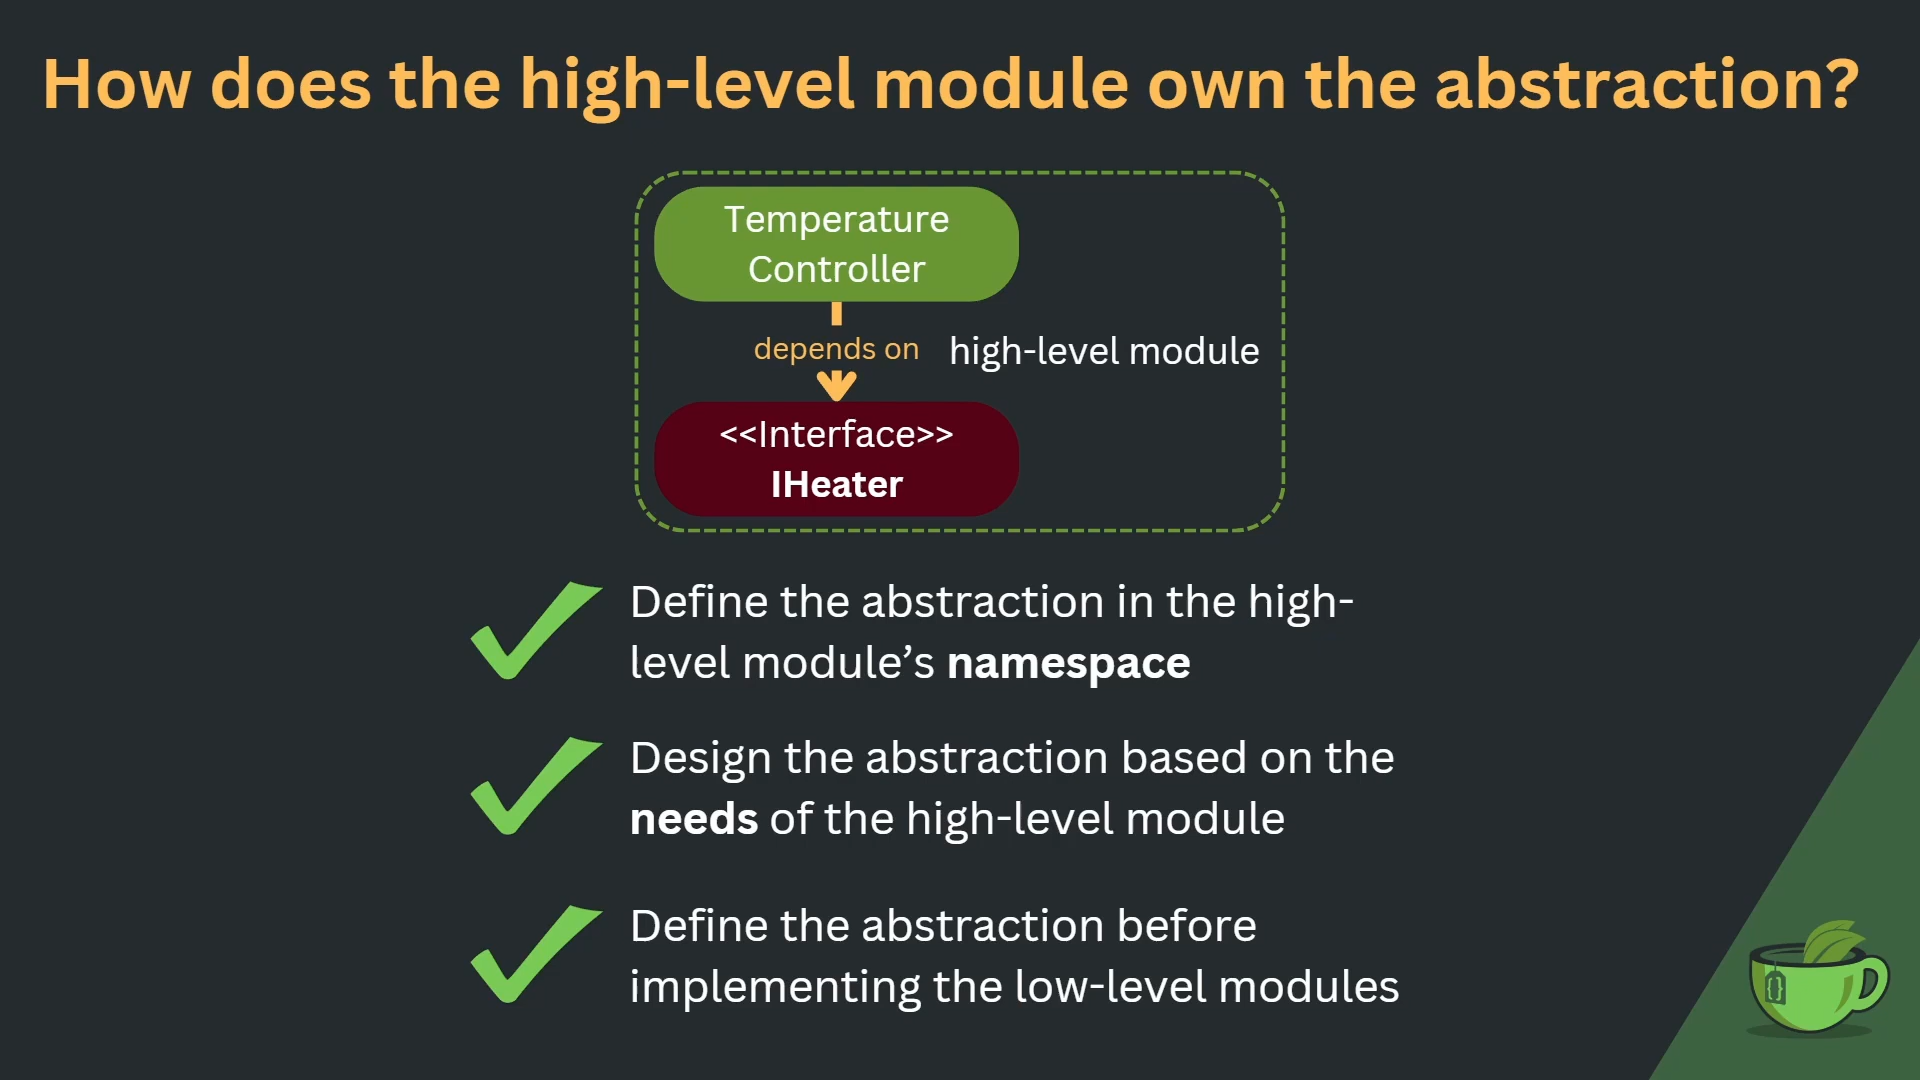 How does the high-level module own the abstraction?
Temperature
Controller
depends on
high-level module
<<Interface>>
IHeater
Define the abstraction in the high-
level module’s namespace
Design the abstraction based on the
needs of the high-level module
Define the abstraction before
implementing the low-level modules
{}